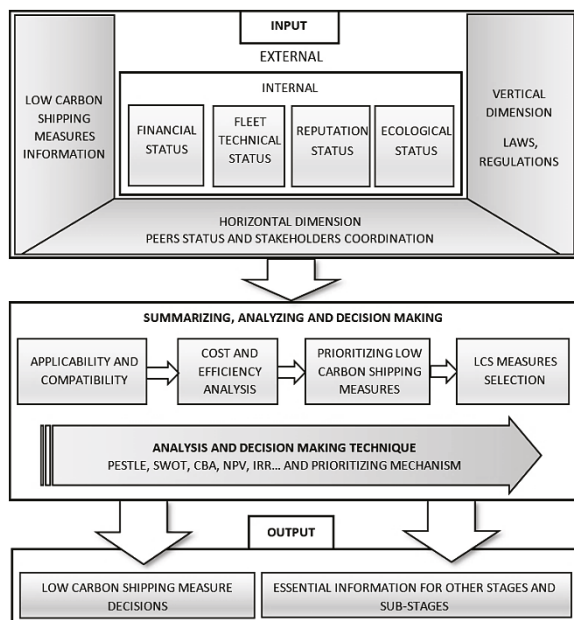 INPUT
EXTERNAL
INTERNAL
LOW CARBON
SHIPPING
MEASURES
INFORMATION
FINANCIAL
STATUS
FLEET
TECHNICAL
STATUS
REPUTATION
STATUS
ECOLOGICAL
STATUS
VERTICAL
DIMENSION
LAWS,
REGULATIONS
HORIZONTAL DIMENSION
PEERS STATUS AND STAKEHOLDERS COORDINATION
SUMMARIZING, ANALYZING AND DECISION MAKING
APPLICABILITY AND
COMPATIBILITY
COST AND
EFFICIENCY
ANALYSIS
PRIORITIZING LOW
CARBON SHIPPING
MEASURES
LCS MEASURES
SELECTION
ANALYSIS AND DECISION MAKING TECHNIQUE
PESTLE, SWOT, CBA, NPV, IRR... AND PRIORITIZING MECHANISM
OUTPUT
LOW CARBON SHIPPING MEASURE
DECISIONS
ESSENTIAL INFORMATION FOR OTHER STAGES AND
SUB-STAGES